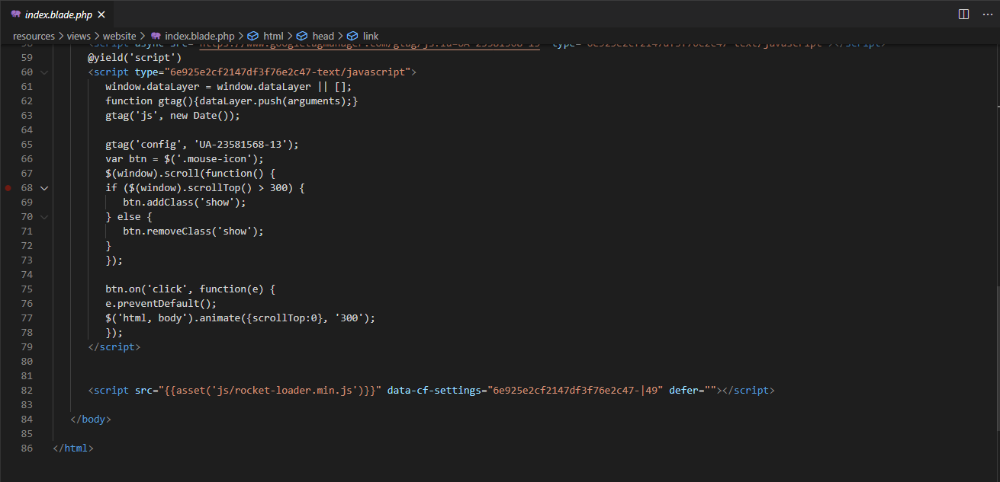 index.blade.php
resources > views > website > index.blade.php > html > head > link
58 <script async src="https://www.googletagmanager.com/gtag/js?id=UA-23581568-13" type="6e925e2cf2147df3f76e2c47-text/javascript"></script>
59 @yield('script')
60 <script type="6e925e2cf2147df3f76e2c47-text/javascript">
61 window.dataLayer = window.dataLayer || [];
62 function gtag(){dataLayer.push(arguments);}
63 gtag('js', new Date());
64
65 gtag('config', 'UA-23581568-13');
66 var btn = $('.mouse-icon');
67 $(window).scroll(function() {
68 if ($(window).scrollTop() > 300) {
69 btn.addClass('show');
70 } else {
71 btn.removeClass('show');
72 }
73 });
74
75 btn.on('click', function(e) {
76 e.preventDefault();
77 $('html, body').animate({scrollTop:0}, '300');
78 });
79 </script>
80
81
82 <script src="{{asset('js/rocket-loader.min.js')}}" data-cf-settings="6e925e2cf2147df3f76e2c47-|49" defer=""></script>
83
84 </body>
85
86 </html>